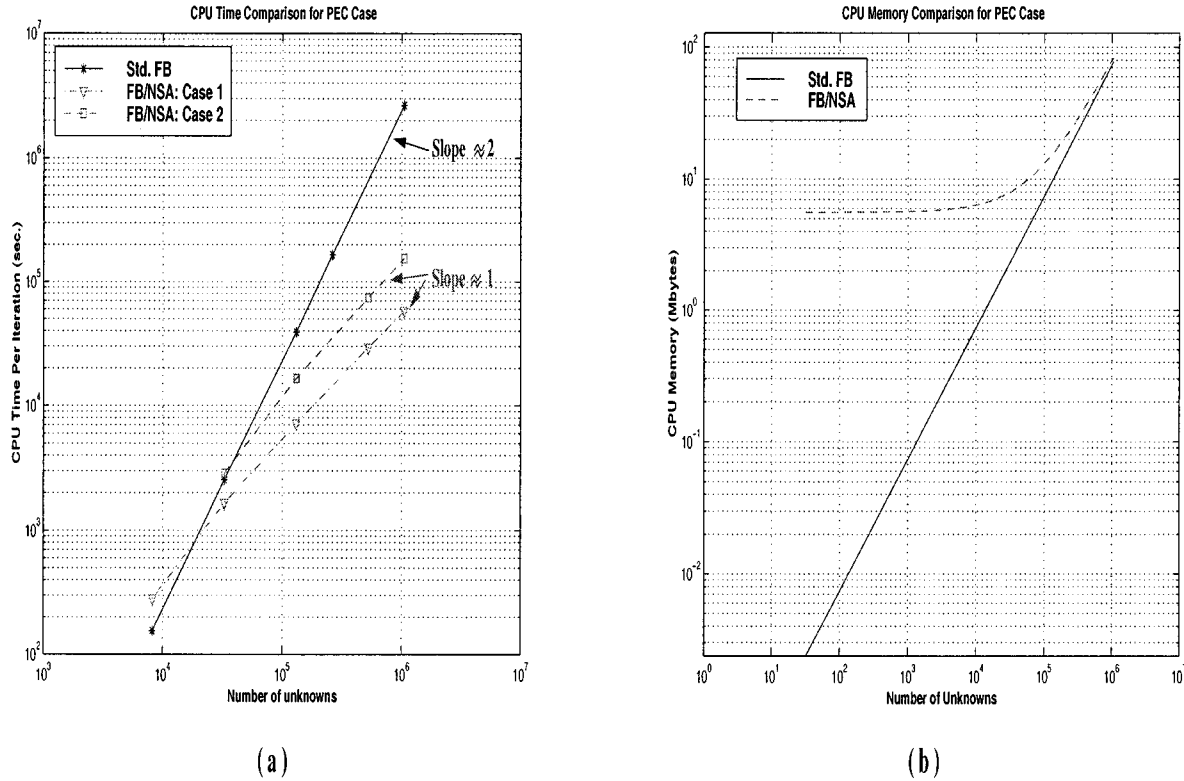 CPU Time Comparison for PEC Case
10^7
10^6
10^5
10^4
10^3
10^2
CPU Time Per Iteration (sec.)
Std. FB
FB/NSA: Case 1
FB/NSA: Case 2
Slope ≈2
Slope ≈ 1
10^3
10^4
10^5
10^6
10^7
Number of unknowns
(a)
CPU Memory Comparison for PEC Case
10^2
10^1
10^0
10^-1
10^-2
CPU Memory (Mbytes)
Std. FB
FB/NSA
10^0
10^1
10^2
10^3
10^4
10^5
10^6
10^7
Number of Unknowns
(b)